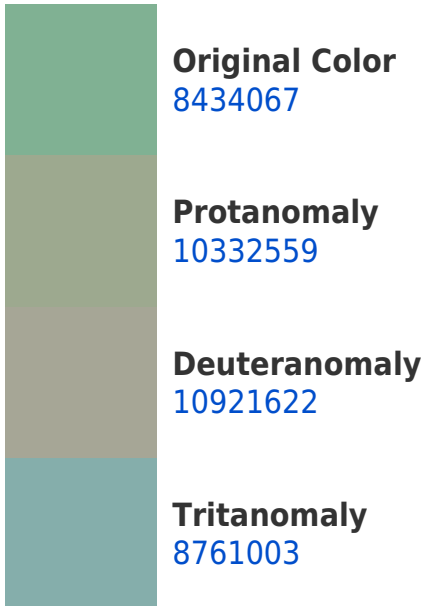 Original Color
8434067
Protanomaly
10332559
Deuteranomaly
10921622
Tritanomaly
8761003